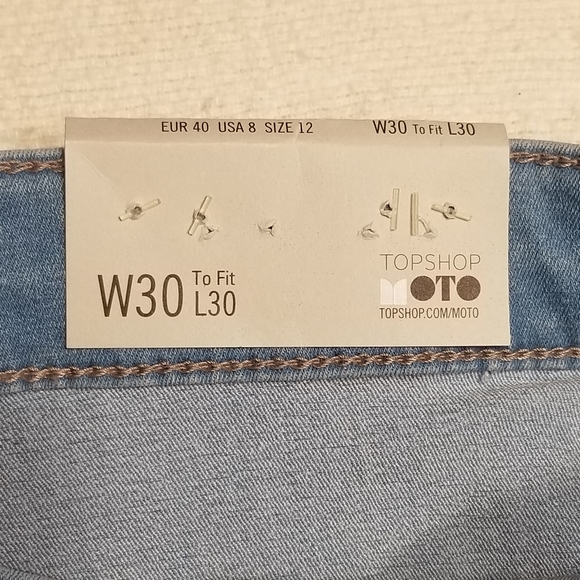 EUR 40 USA 8 SIZE 12 W30 To Fit L30
W30 To Fit L30
TOPSHOP
MOTO
TOPSHOP.COM/MOTO